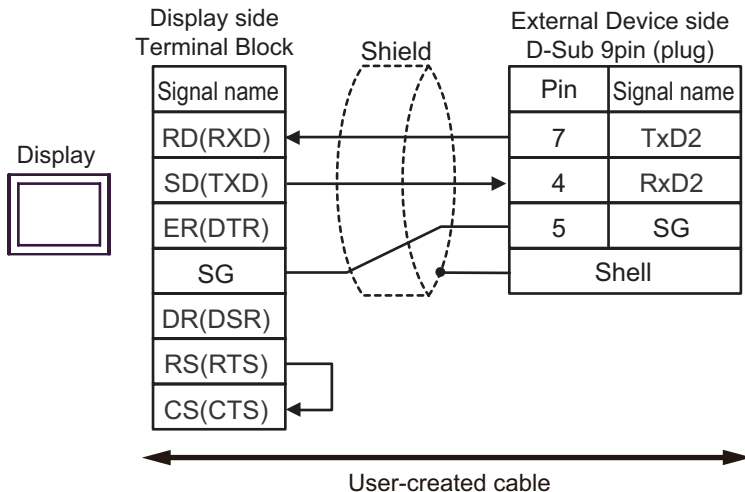 Display side
Terminal Block
Shield
External Device side
D-Sub 9pin (plug)
Signal name
Pin
Signal name
RD(RXD)
7
TxD2
Display
SD(TXD)
4
RxD2
ER(DTR)
5
SG
SG
Shell
DR(DSR)
RS(RTS)
CS(CTS)
User-created cable